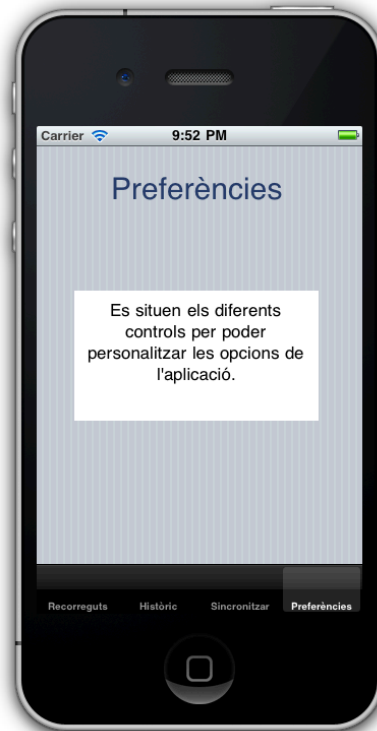 Carrier 9:52 PM
Preferències
Es situen els diferents
controls per poder
personalitzar les opcions de
l'aplicació.
Recorreguts Històric Sincronitzar Preferències